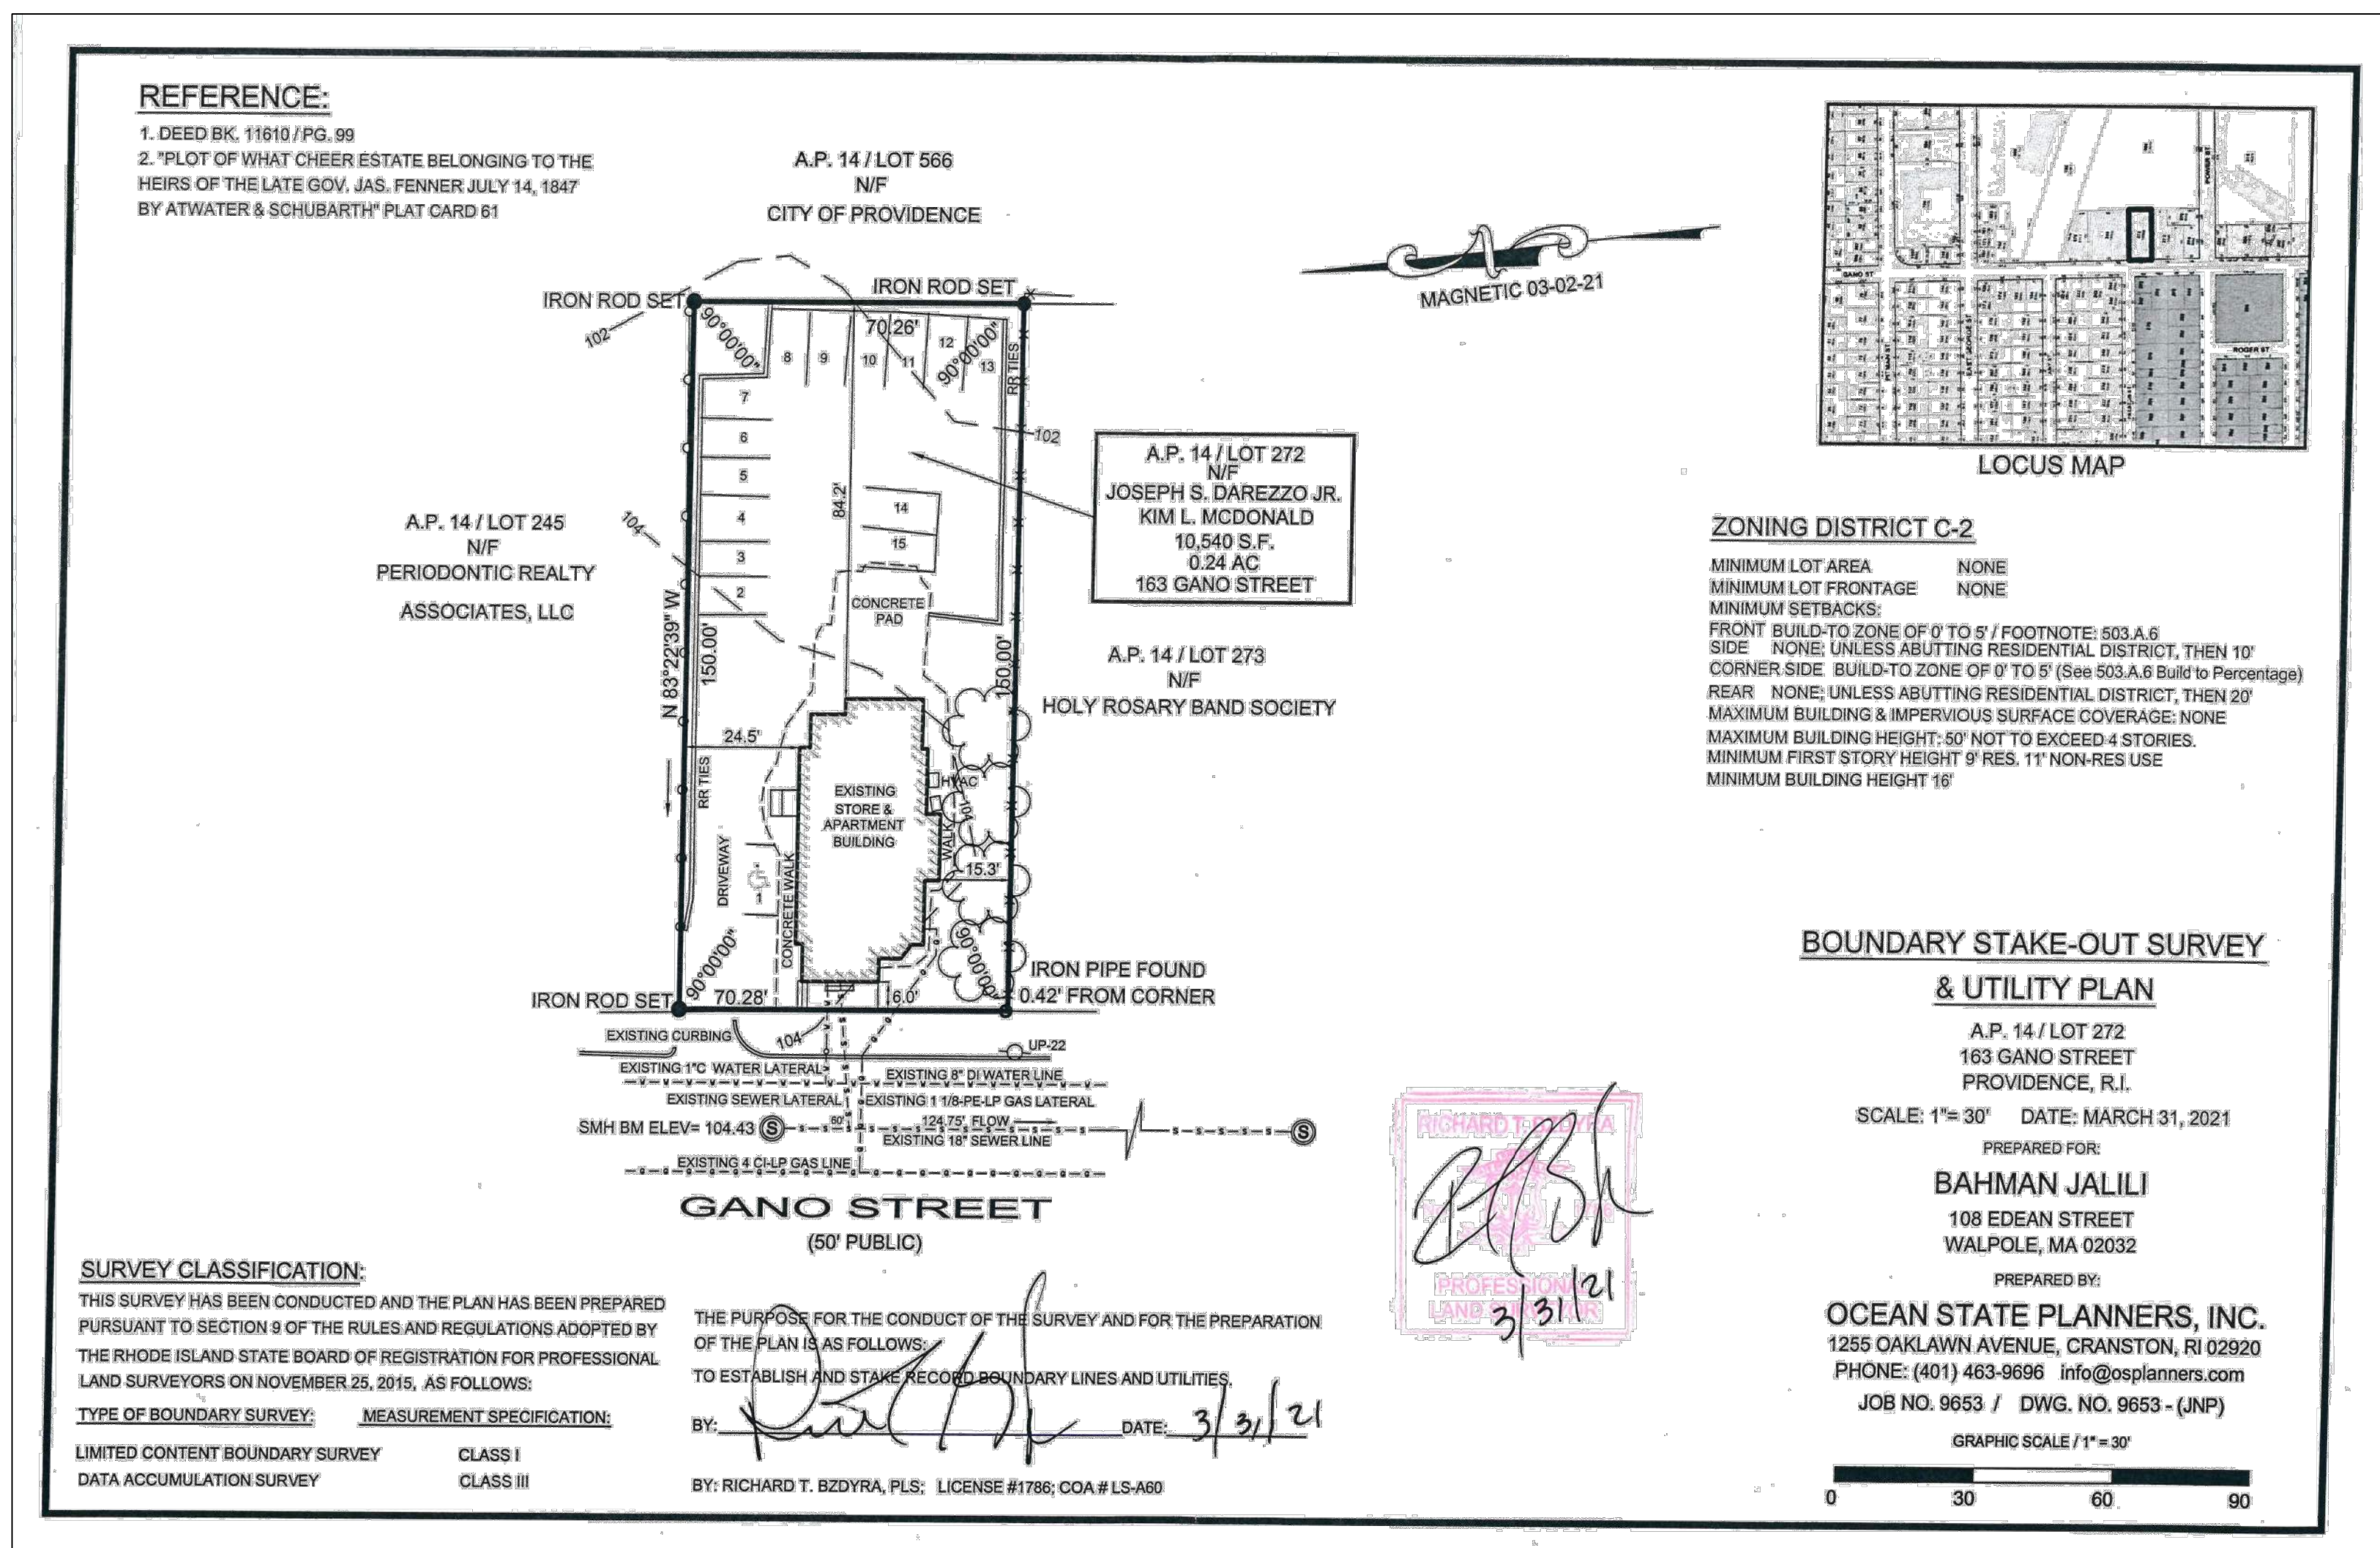 REFERENCE:
1. DEED BK. 11610 / PG. 99
2. "PLOT OF WHAT CHEER ESTATE BELONGING TO THE
HEIRS OF THE LATE GOV. JAS. FENNER JULY 14, 1847
BY ATWATER & SCHUBARTH" PLAT CARD 61
A.P. 14 / LOT 566
N/F
CITY OF PROVIDENCE
MAGNETIC 03-02-21
GANO ST
PITMAN ST
EAST GEORGE ST
POWER ST
ROGER ST
LOCUS MAP
IRON ROD SET
IRON ROD SET
102
90°00'00"
70.26'
90°00'00"
8
9
10
11
12
13
RR TIES
7
6
5
4
3
2
102
84.2'
14
15
CONCRETE
PAD
A.P. 14 / LOT 272
N/F
JOSEPH S. DAREZZO JR.
KIM L. MCDONALD
10,540 S.F.
0.24 AC
163 GANO STREET
A.P. 14 / LOT 245
N/F
PERIODONTIC REALTY
ASSOCIATES, LLC
104
N 83°22'39" W
150.00'
150.00'
A.P. 14 / LOT 273
N/F
HOLY ROSARY BAND SOCIETY
24.5'
RR TIES
EXISTING
STORE &
APARTMENT
BUILDING
HVAC
104
WALK
15.3'
DRIVEWAY
1
CONCRETE WALK
90°00'00"
90°00'00"
IRON ROD SET
70.28'
6.0'
IRON PIPE FOUND
0.42' FROM CORNER
EXISTING CURBING
104
UP-22
EXISTING 1"C WATER LATERAL
EXISTING 8" DI WATER LINE
EXISTING SEWER LATERAL
EXISTING 1 1/8-PE-LP GAS LATERAL
SMH BM ELEV= 104.43
S
60'
124.75' FLOW
S
EXISTING 18" SEWER LINE
EXISTING 4 CI-LP GAS LINE
GANO STREET
(50' PUBLIC)
ZONING DISTRICT C-2
MINIMUM LOT AREA NONE
MINIMUM LOT FRONTAGE NONE
MINIMUM SETBACKS:
FRONT BUILD-TO ZONE OF 0' TO 5' / FOOTNOTE: 503.A.6
SIDE NONE; UNLESS ABUTTING RESIDENTIAL DISTRICT, THEN 10'
CORNER SIDE BUILD-TO ZONE OF 0' TO 5' (See 503.A.6 Build to Percentage)
REAR NONE; UNLESS ABUTTING RESIDENTIAL DISTRICT, THEN 20'
MAXIMUM BUILDING & IMPERVIOUS SURFACE COVERAGE: NONE
MAXIMUM BUILDING HEIGHT: 50' NOT TO EXCEED 4 STORIES.
MINIMUM FIRST STORY HEIGHT 9' RES. 11' NON-RES USE
MINIMUM BUILDING HEIGHT 16'
BOUNDARY STAKE-OUT SURVEY
& UTILITY PLAN
A.P. 14 / LOT 272
163 GANO STREET
PROVIDENCE, R.I.
SCALE: 1"= 30' DATE: MARCH 31, 2021
PREPARED FOR:
BAHMAN JALILI
108 EDEAN STREET
WALPOLE, MA 02032
PREPARED BY:
OCEAN STATE PLANNERS, INC.
1255 OAKLAWN AVENUE, CRANSTON, RI 02920
PHONE: (401) 463-9696 info@osplanners.com
JOB NO. 9653 / DWG. NO. 9653 - (JNP)
GRAPHIC SCALE / 1" = 30'
0 30 60 90
RICHARD T. BZDYRA
PROFESSIONAL
LAND SURVEYOR
3/31/21
SURVEY CLASSIFICATION:
THIS SURVEY HAS BEEN CONDUCTED AND THE PLAN HAS BEEN PREPARED
PURSUANT TO SECTION 9 OF THE RULES AND REGULATIONS ADOPTED BY
THE RHODE ISLAND STATE BOARD OF REGISTRATION FOR PROFESSIONAL
LAND SURVEYORS ON NOVEMBER 25, 2015, AS FOLLOWS:
TYPE OF BOUNDARY SURVEY: MEASUREMENT SPECIFICATION:
LIMITED CONTENT BOUNDARY SURVEY CLASS I
DATA ACCUMULATION SURVEY CLASS III
THE PURPOSE FOR THE CONDUCT OF THE SURVEY AND FOR THE PREPARATION
OF THE PLAN IS AS FOLLOWS:
TO ESTABLISH AND STAKE RECORD BOUNDARY LINES AND UTILITIES.
BY: DATE: 3/31/21
BY: RICHARD T. BZDYRA, PLS; LICENSE #1786; COA # LS-A60